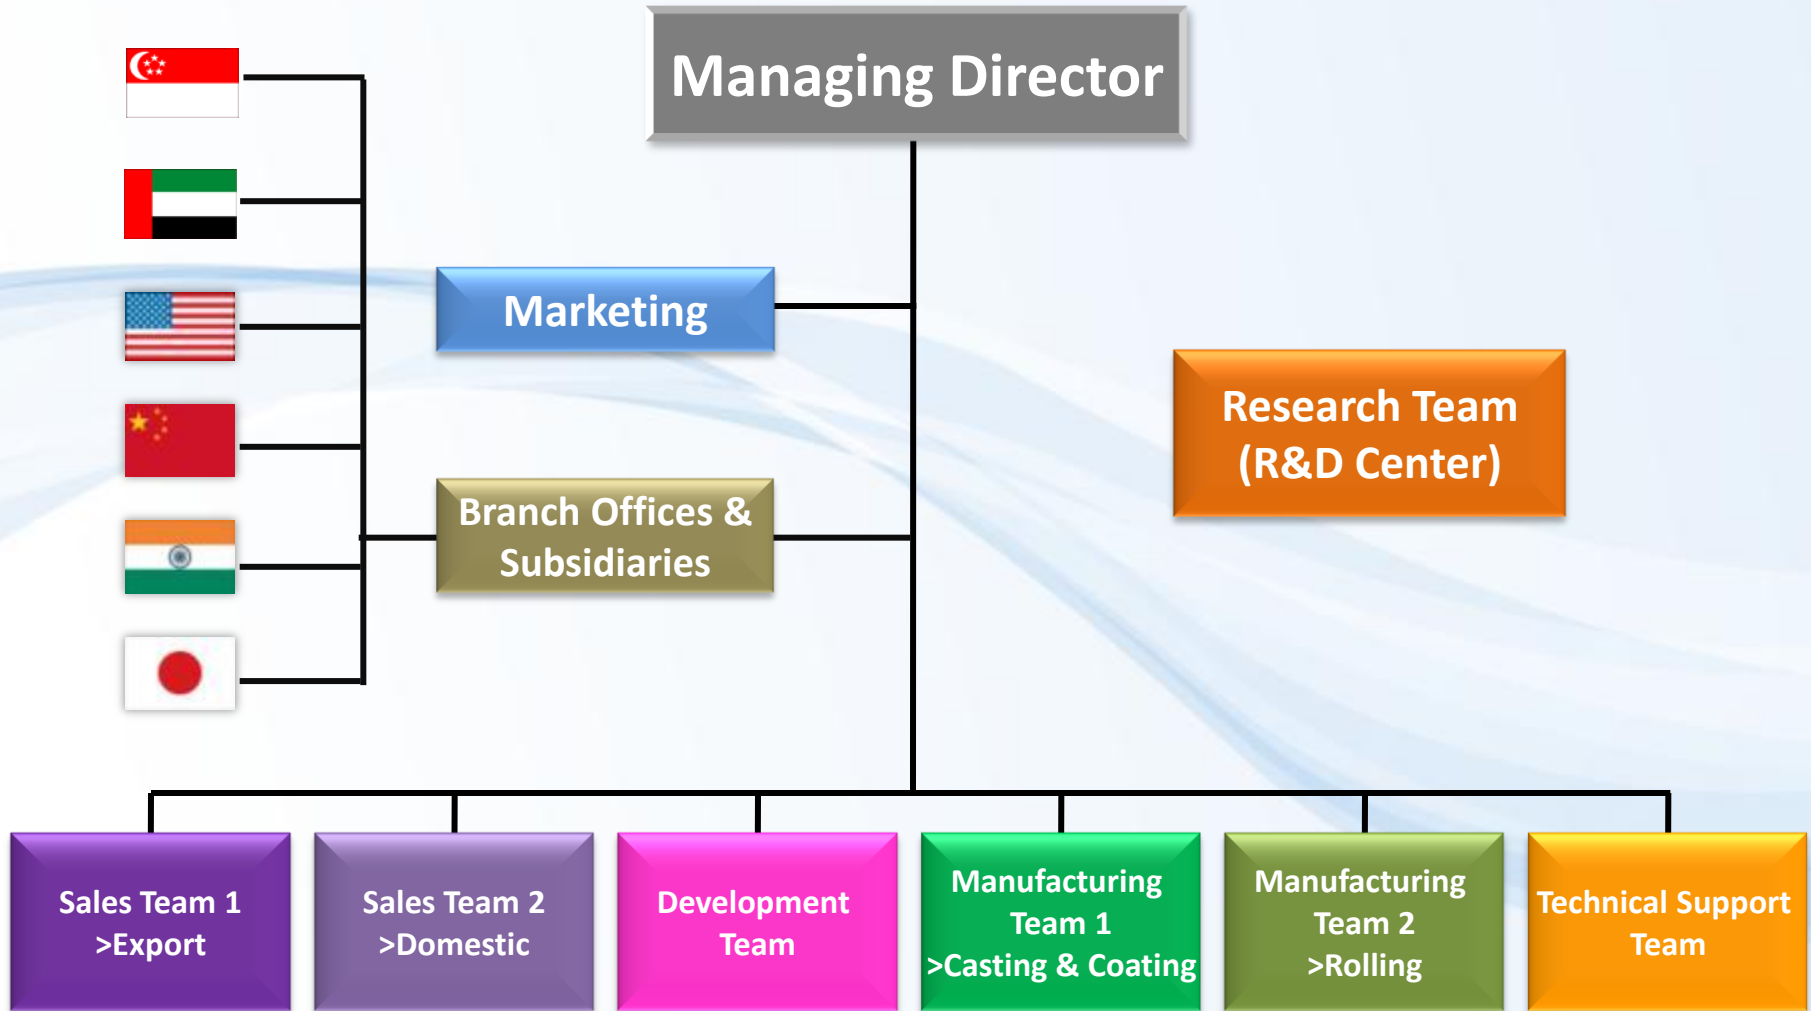 Managing Director
Marketing
Research Team
(R&D Center)
Branch Offices &
Subsidiaries
Sales Team 1
>Export
Sales Team 2
>Domestic
Development
Team
Manufacturing
Team 1
>Casting & Coating
Manufacturing
Team 2
>Rolling
Technical Support
Team